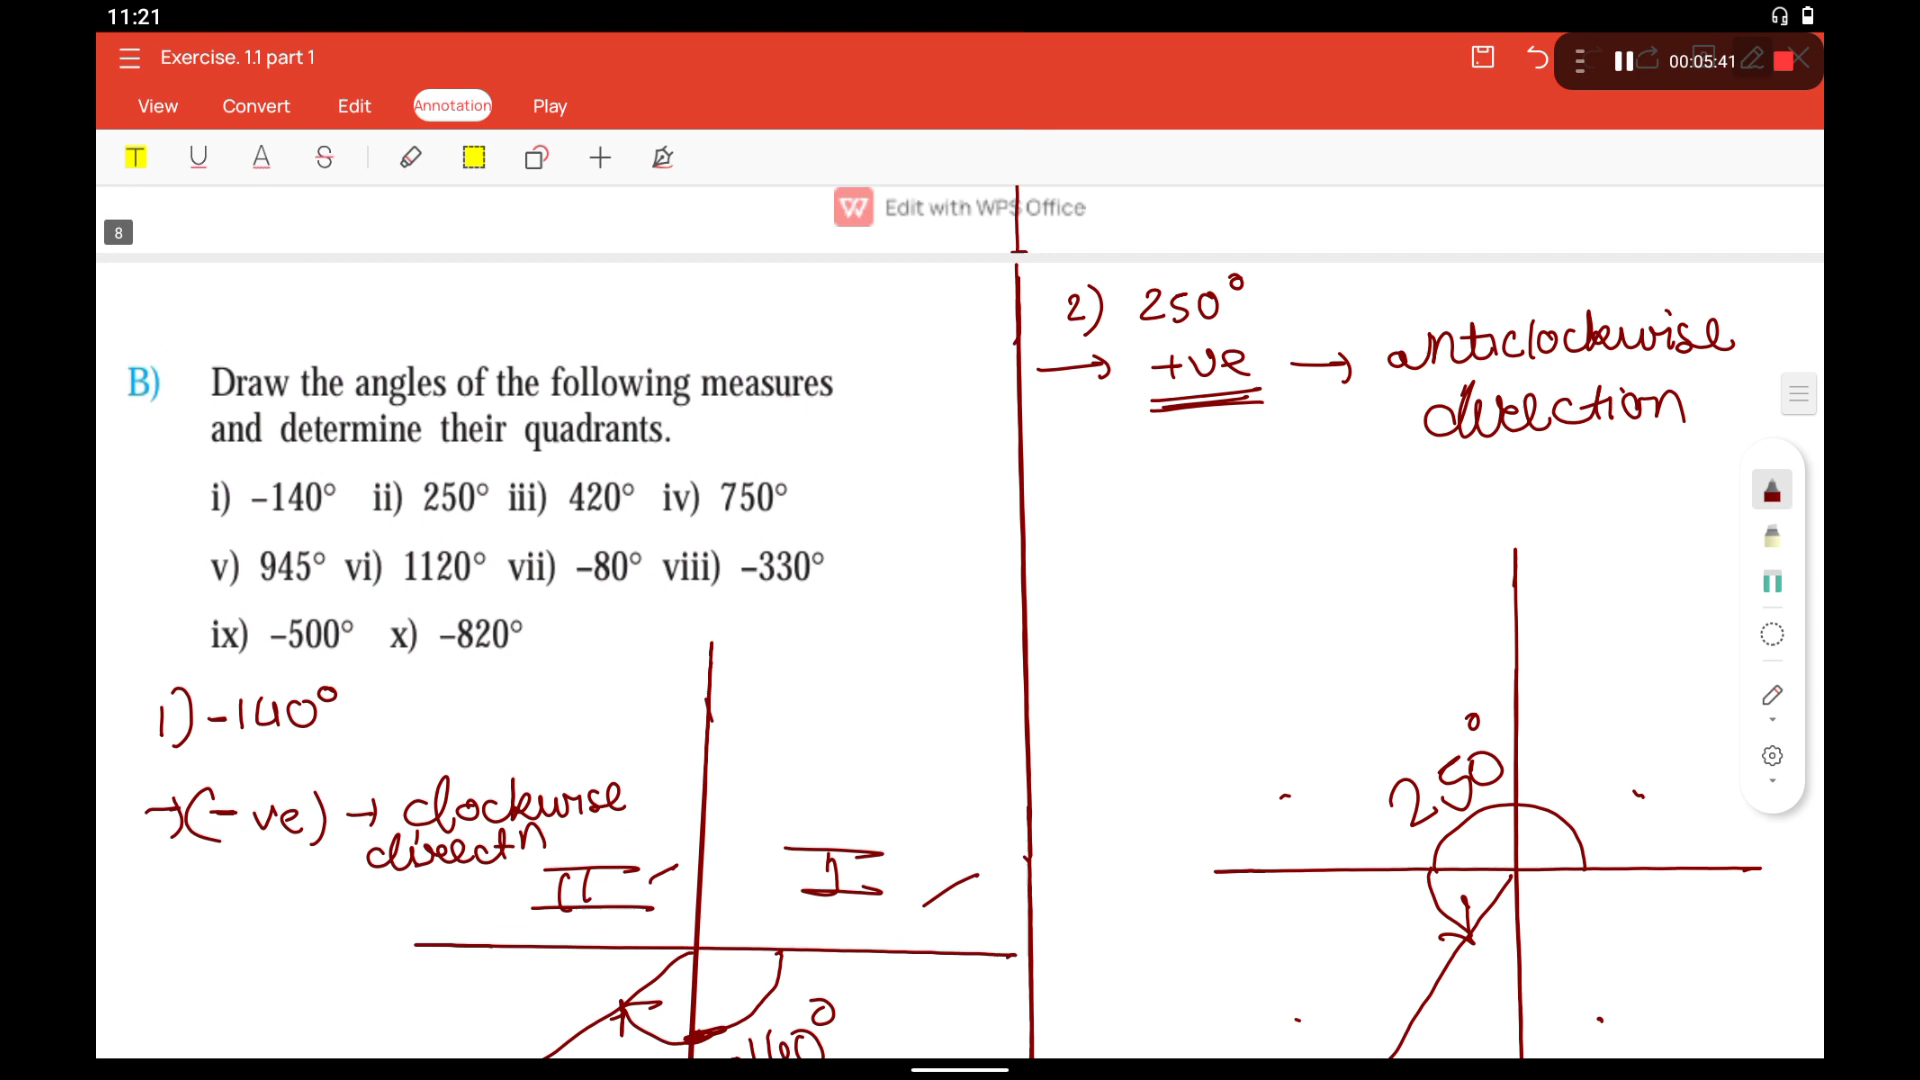 11:21
Exercise. 1.1 part 1
00:05:41
View Convert Edit Annotation Play
T U A S
Edit with WPS Office
8
B) Draw the angles of the following measures
and determine their quadrants.
i) –140° ii) 250° iii) 420° iv) 750°
v) 945° vi) 1120° vii) –80° viii) –330°
ix) –500° x) –820°
1) -140°
→(-ve) → clockwise
directn
II I
-140°
2) 250°
→ +ve → anticlockwise
direction
250°